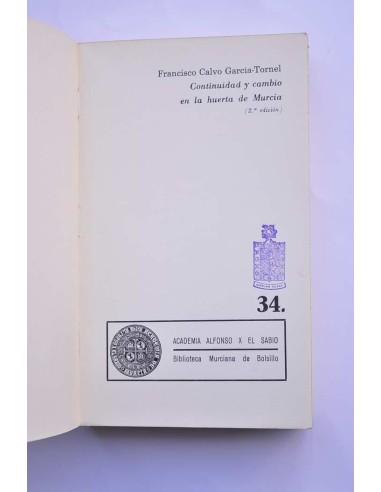 Francisco Calvo García-Tornel
Continuidad y cambio
en la huerta de Murcia
(2.ª edición)
34.
ACADEMIA ALFONSO X EL SABIO
Biblioteca Murciana de Bolsillo